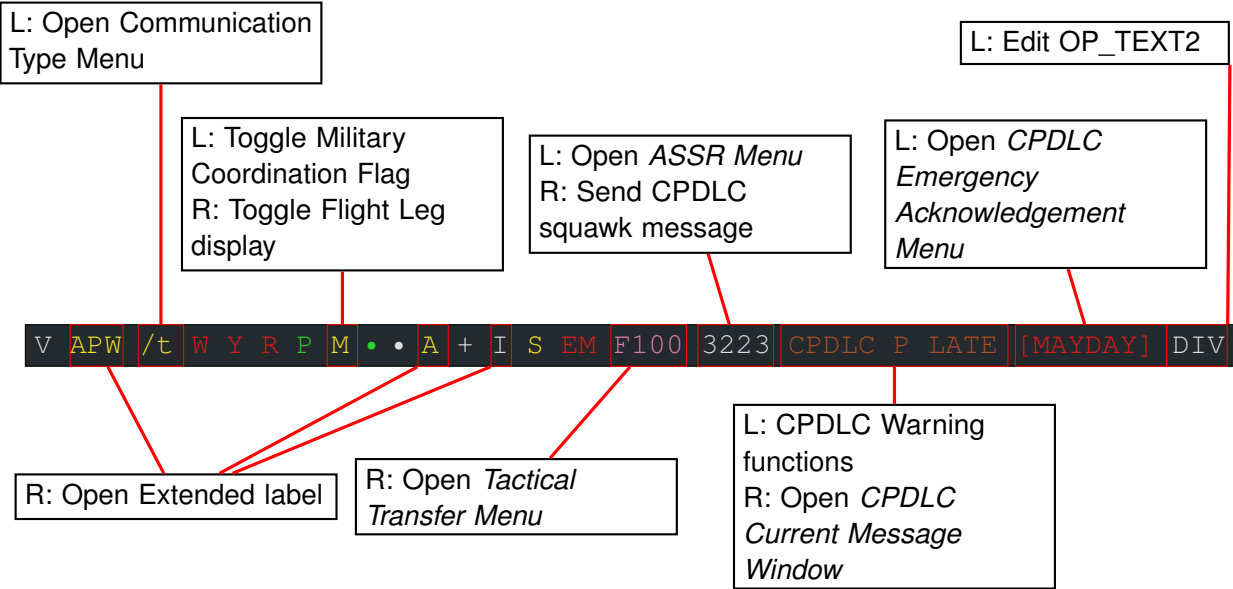 L: Open Communication
Type Menu
L: Edit OP_TEXT2
L: Toggle Military
Coordination Flag
R: Toggle Flight Leg
display
L: Open ASSR Menu
R: Send CPDLC
squawk message
L: Open CPDLC
Emergency
Acknowledgement
Menu
V APW /t W Y R P M • • A + I S EM F100 3223 CPDLC P LATE [MAYDAY] DIV
R: Open Extended label
R: Open Tactical
Transfer Menu
L: CPDLC Warning
functions
R: Open CPDLC
Current Message
Window